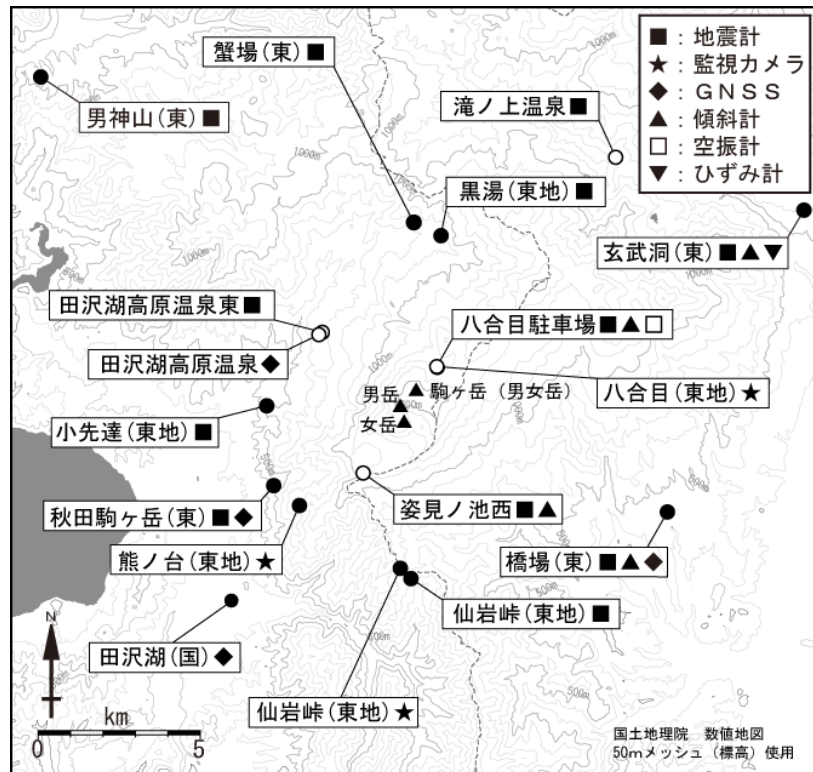 蟹場(東)■
■：地震計
★：監視カメラ
◆：ＧＮＳＳ
▲：傾斜計
□：空振計
▼：ひずみ計
1000m
男神山(東)■
滝ノ上温泉■
1000m
1000m
黒湯(東地)■
玄武洞(東)■▲▼
1000m
田沢湖高原温泉東■
八合目駐車場■▲□
田沢湖高原温泉◆
男岳
駒ヶ岳（男女岳）
八合目(東地)★
女岳
小先達(東地)■
500m
秋田駒ヶ岳(東)■◆
姿見ノ池西■▲
熊ノ台(東地)★
橋場(東)■▲◆
500m
仙岩峠(東地)■
N
田沢湖(国)◆
500m
仙岩峠(東地)★
km
0 5
国土地理院　数値地図
50mメッシュ（標高）使用